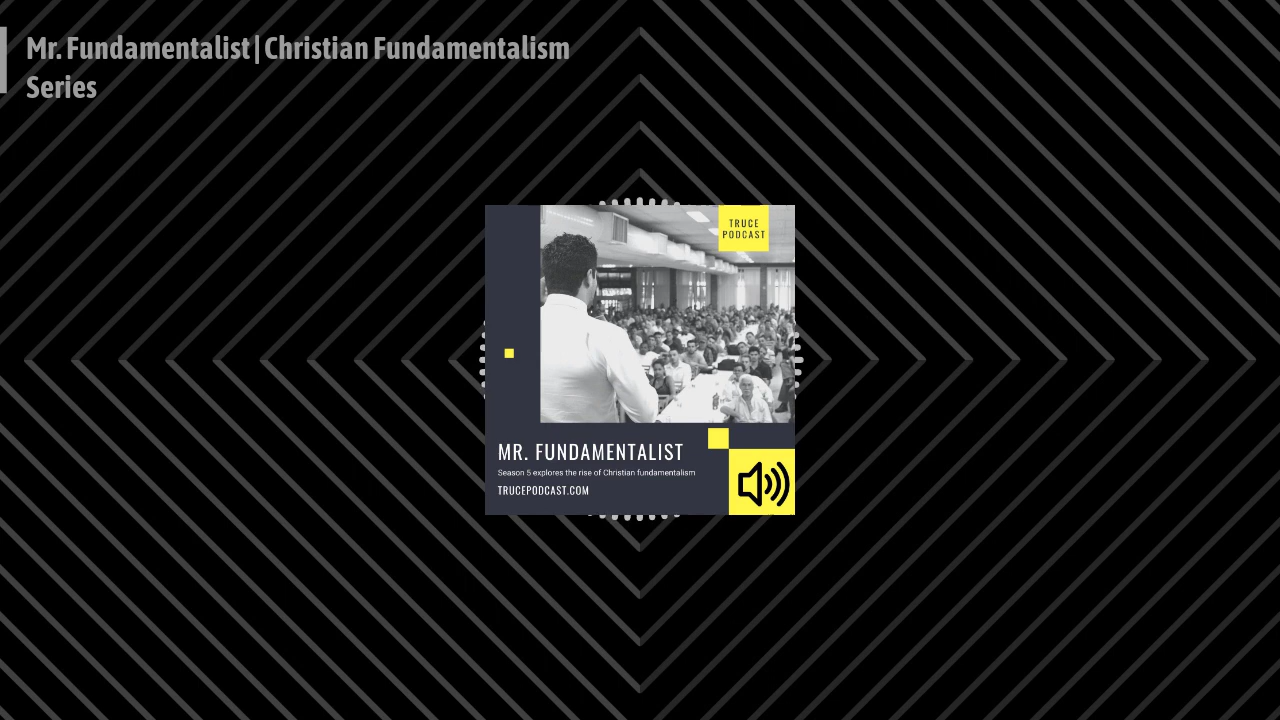 Mr. Fundamentalist | Christian Fundamentalism
Series
TRUCE
PODCAST
MR. FUNDAMENTALIST
Season 5 explores the rise of Christian fundamentalism
TRUCEPODCAST.COM